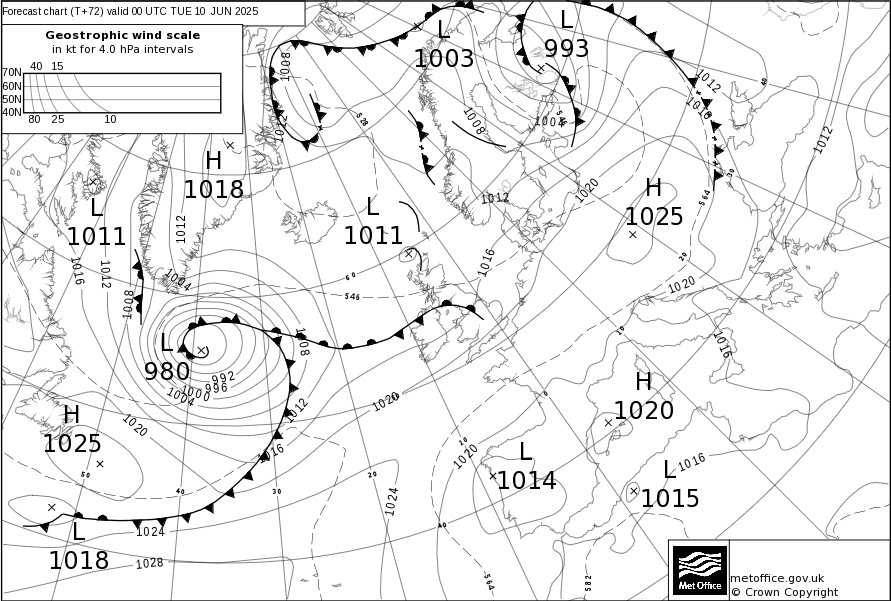 Forecast chart (T+72) valid 00 UTC TUE 10 JUN 2025
Geostrophic wind scale
in kt for 4.0 hPa intervals
40 15
70N
60N
50N
40N
80 25 10
L
1003
L
993
1008
1012
1004
1008
528
546
1012
1016
40
1012
30
H
1018
L
1011
1012
L
1011
1012
1020
H
1025
564
1016
1012
1008
1004
60
546
1016
20
1020
L
980
992
996
1000
1004
1008
10
1016
1020
1012
0
H
1020
H
1025
1020
1016
50
40
30
20
10
1020
L
1014
L
1015
1016
1024
40
L
1018
1024
1028
564
582
Met Office
metoffice.gov.uk
© Crown Copyright